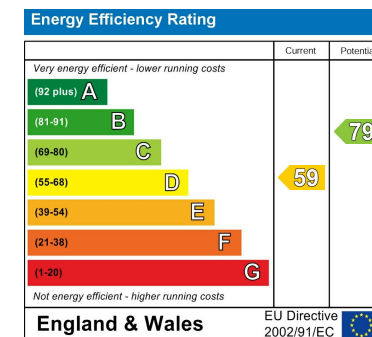 Energy Efficiency Rating
Current Potentia
Very energy efficient - lower running costs
(92 plus) A
(81-91) B
79
(69-80) C
(55-68) D
59
(39-54) E
(21-38) F
(1-20) G
Not energy efficient - higher running costs
England & Wales
EU Directive
2002/91/EC